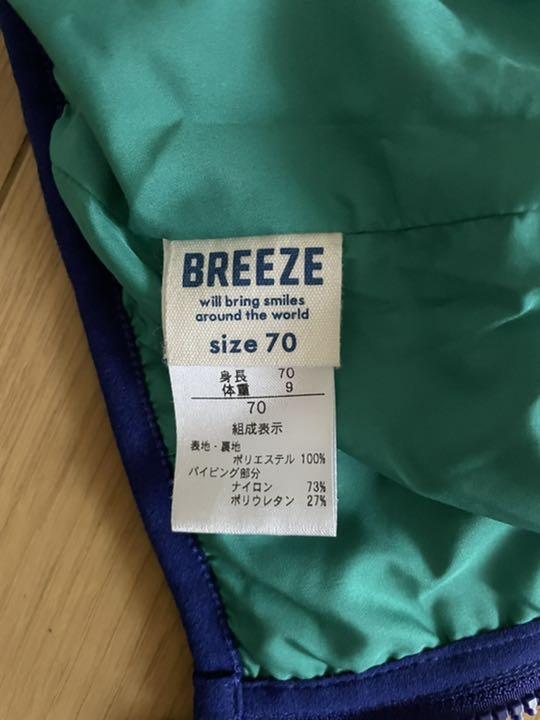 BREEZE
will bring smiles
around the world
size 70
身長 70
体重 9
70
組成表示
表地・裏地
ポリエステル 100%
パイピング部分
ナイロン 73%
ポリウレタン 27%